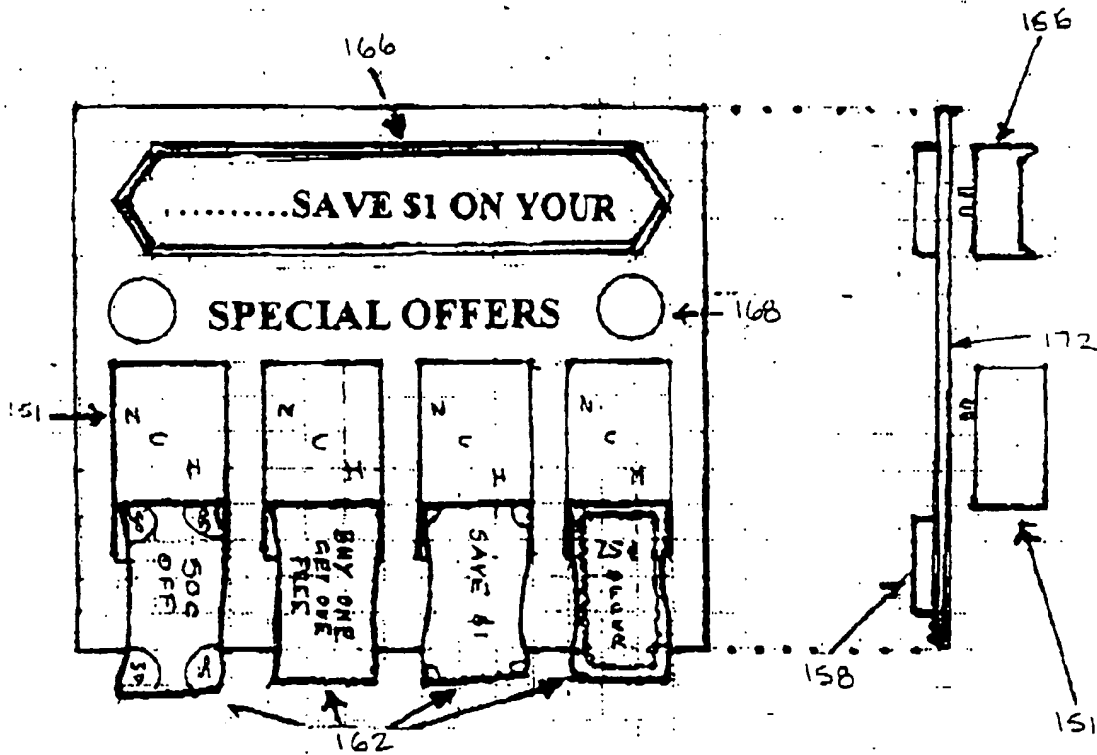 166
..........SAVE $1 ON YOUR
SPECIAL OFFERS
168
172
151
50¢
OFF
BUY ONE
GET ONE
FREE
SAVE $1
158
151
162